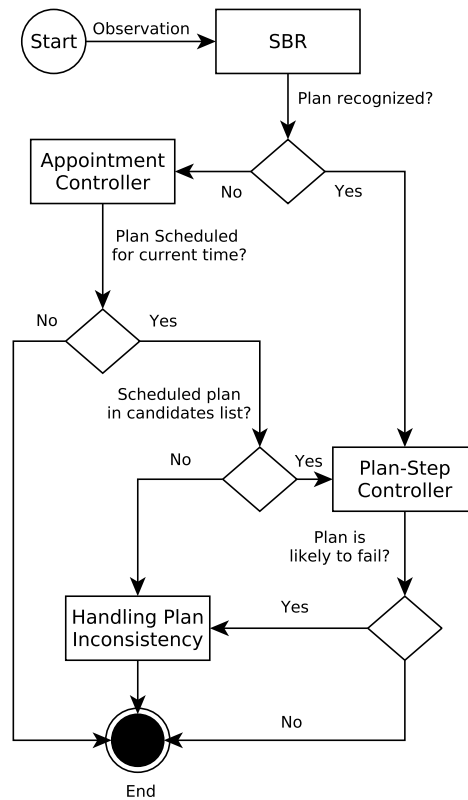 Start
Observation
SBR
Plan recognized?
Appointment
Controller
No
Yes
Plan Scheduled
for current time?
No
Yes
Scheduled plan
in candidates list?
No
Yes
Plan-Step
Controller
Plan is
likely to fail?
Handling Plan
Inconsistency
Yes
No
End